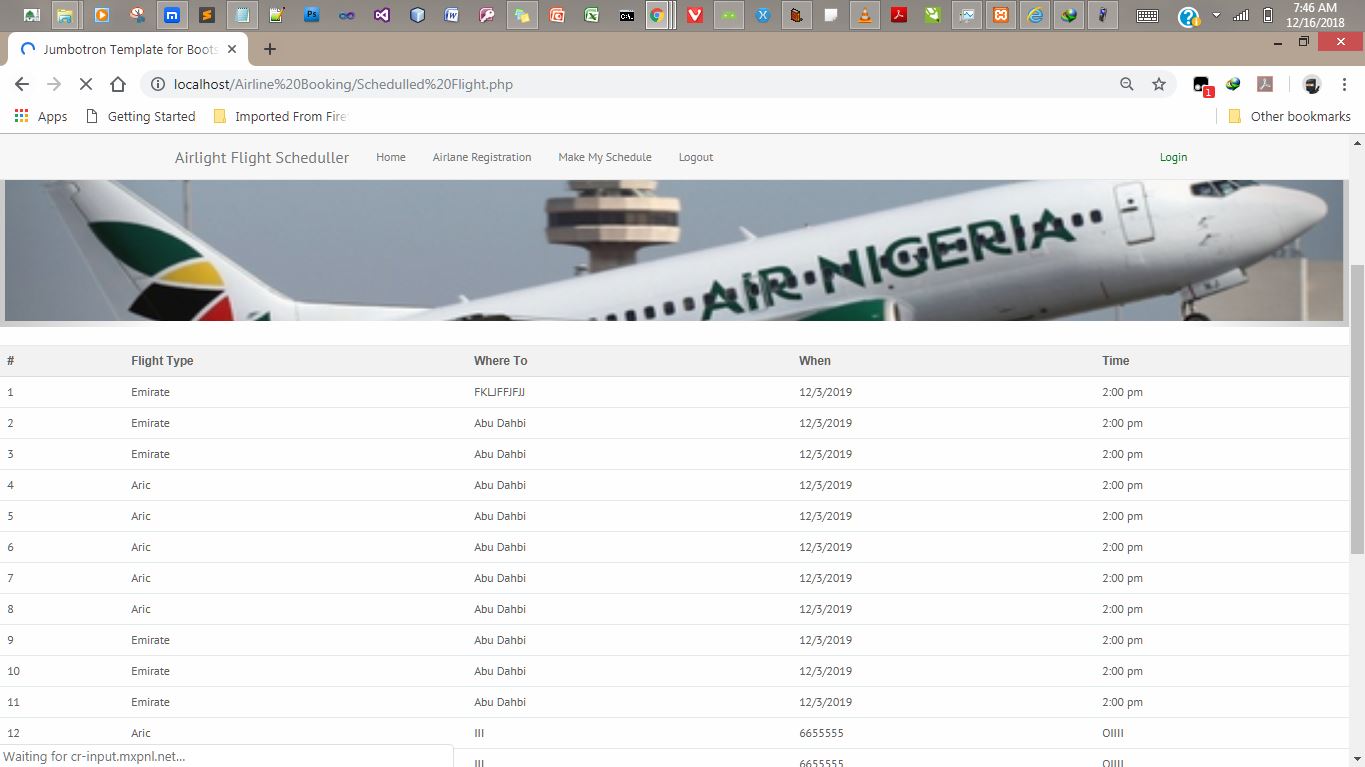 7:46 AM
12/16/2018
Jumbotron Template for Boots
localhost/Airline%20Booking/Schedulled%20Flight.php
1
Apps Getting Started Imported From Fire Other bookmarks
Airlight Flight Scheduller Home Airlane Registration Make My Schedule Logout Login
AIR NIGERIA
# Flight Type Where To When Time
1 Emirate FKLJFFJFJJ 12/3/2019 2:00 pm
2 Emirate Abu Dahbi 12/3/2019 2:00 pm
3 Emirate Abu Dahbi 12/3/2019 2:00 pm
4 Aric Abu Dahbi 12/3/2019 2:00 pm
5 Aric Abu Dahbi 12/3/2019 2:00 pm
6 Aric Abu Dahbi 12/3/2019 2:00 pm
7 Aric Abu Dahbi 12/3/2019 2:00 pm
8 Aric Abu Dahbi 12/3/2019 2:00 pm
9 Emirate Abu Dahbi 12/3/2019 2:00 pm
10 Emirate Abu Dahbi 12/3/2019 2:00 pm
11 Emirate Abu Dahbi 12/3/2019 2:00 pm
12 Aric III 6655555 OIIII
III 6655555 OIIII
Waiting for cr-input.mxpnl.net...